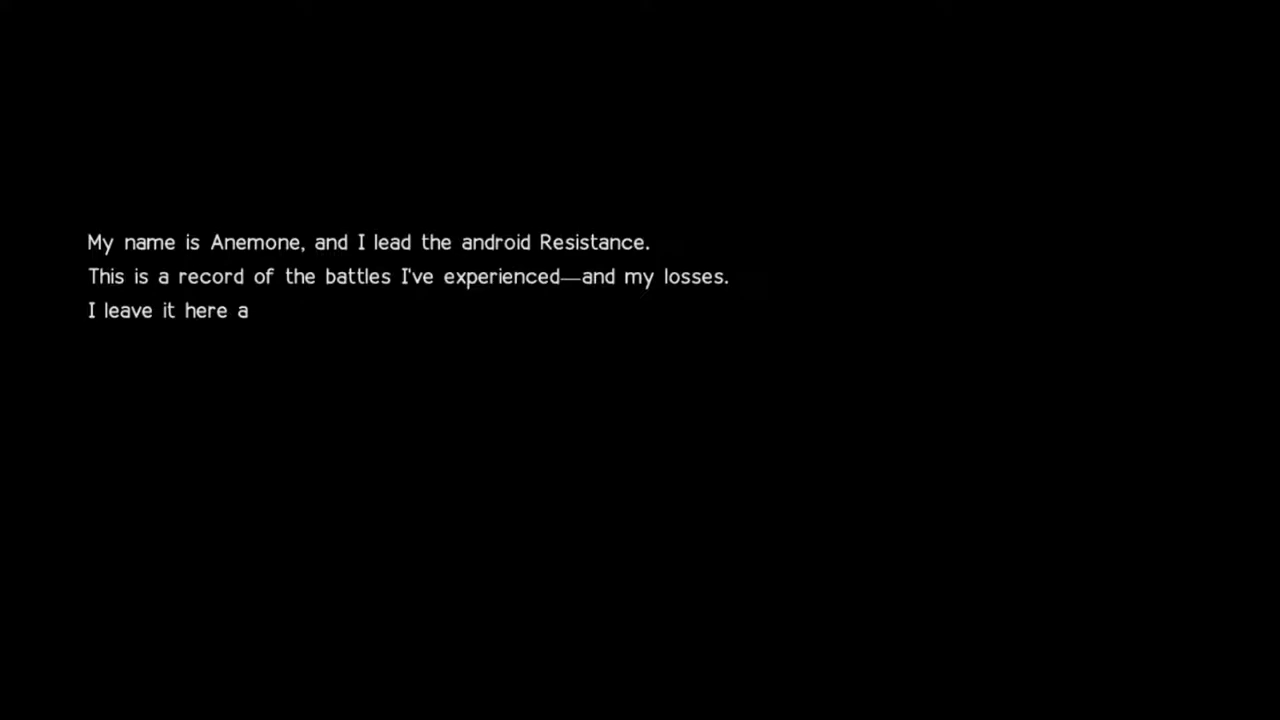 My name is Anemone, and I lead the android Resistance.
This is a record of the battles I've experienced—and my losses.
I leave it here a